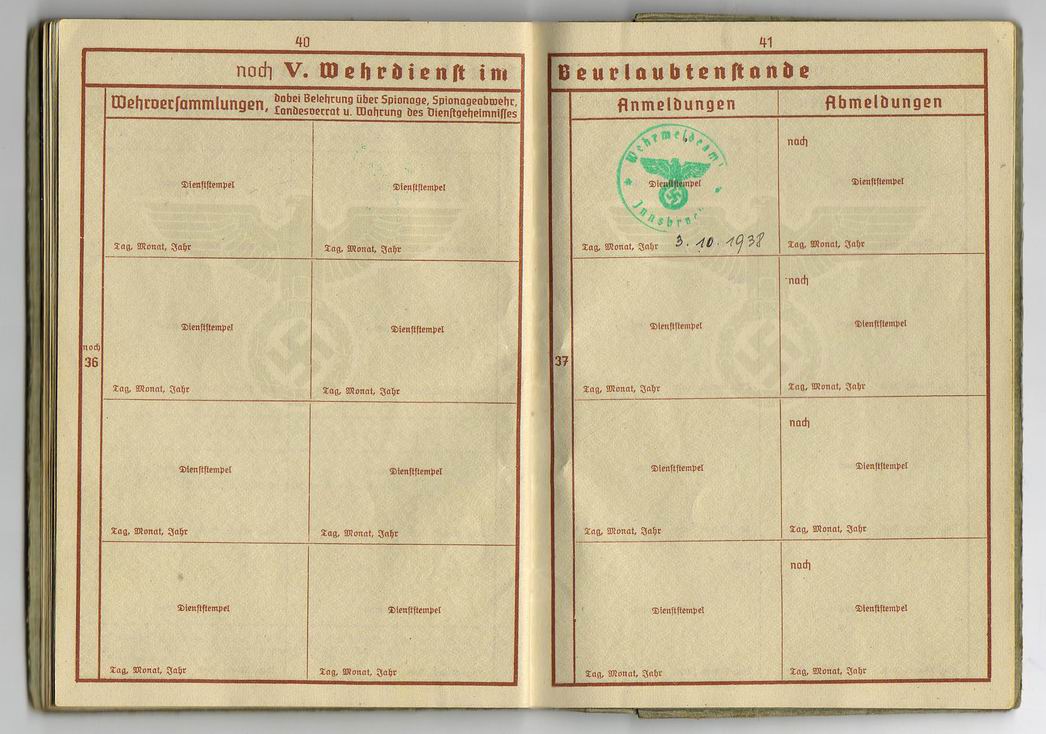 40
noch V. Wehrdienst im
Wehrversammlungen, dabei Belehrung über Spionage, Spionageabwehr,
Landesverrat u. Wahrung des Dienstgeheimnisses
Dienststempel
Dienststempel
Tag, Monat, Jahr
Tag, Monat, Jahr
Dienststempel
Dienststempel
noch
36
Tag, Monat, Jahr
Tag, Monat, Jahr
Dienststempel
Dienststempel
Tag, Monat, Jahr
Tag, Monat, Jahr
Dienststempel
Dienststempel
Tag, Monat, Jahr
Tag, Monat, Jahr
41
Beurlaubtenstande
Anmeldungen
Abmeldungen
Wehrmeldeamt
Innsbruck
nach
Dienststempel
Dienststempel
Tag, Monat, Jahr 3. 10. 1938
Tag, Monat, Jahr
nach
Dienststempel
Dienststempel
37
Tag, Monat, Jahr
Tag, Monat, Jahr
nach
Dienststempel
Dienststempel
Tag, Monat, Jahr
Tag, Monat, Jahr
nach
Dienststempel
Dienststempel
Tag, Monat, Jahr
Tag, Monat, Jahr